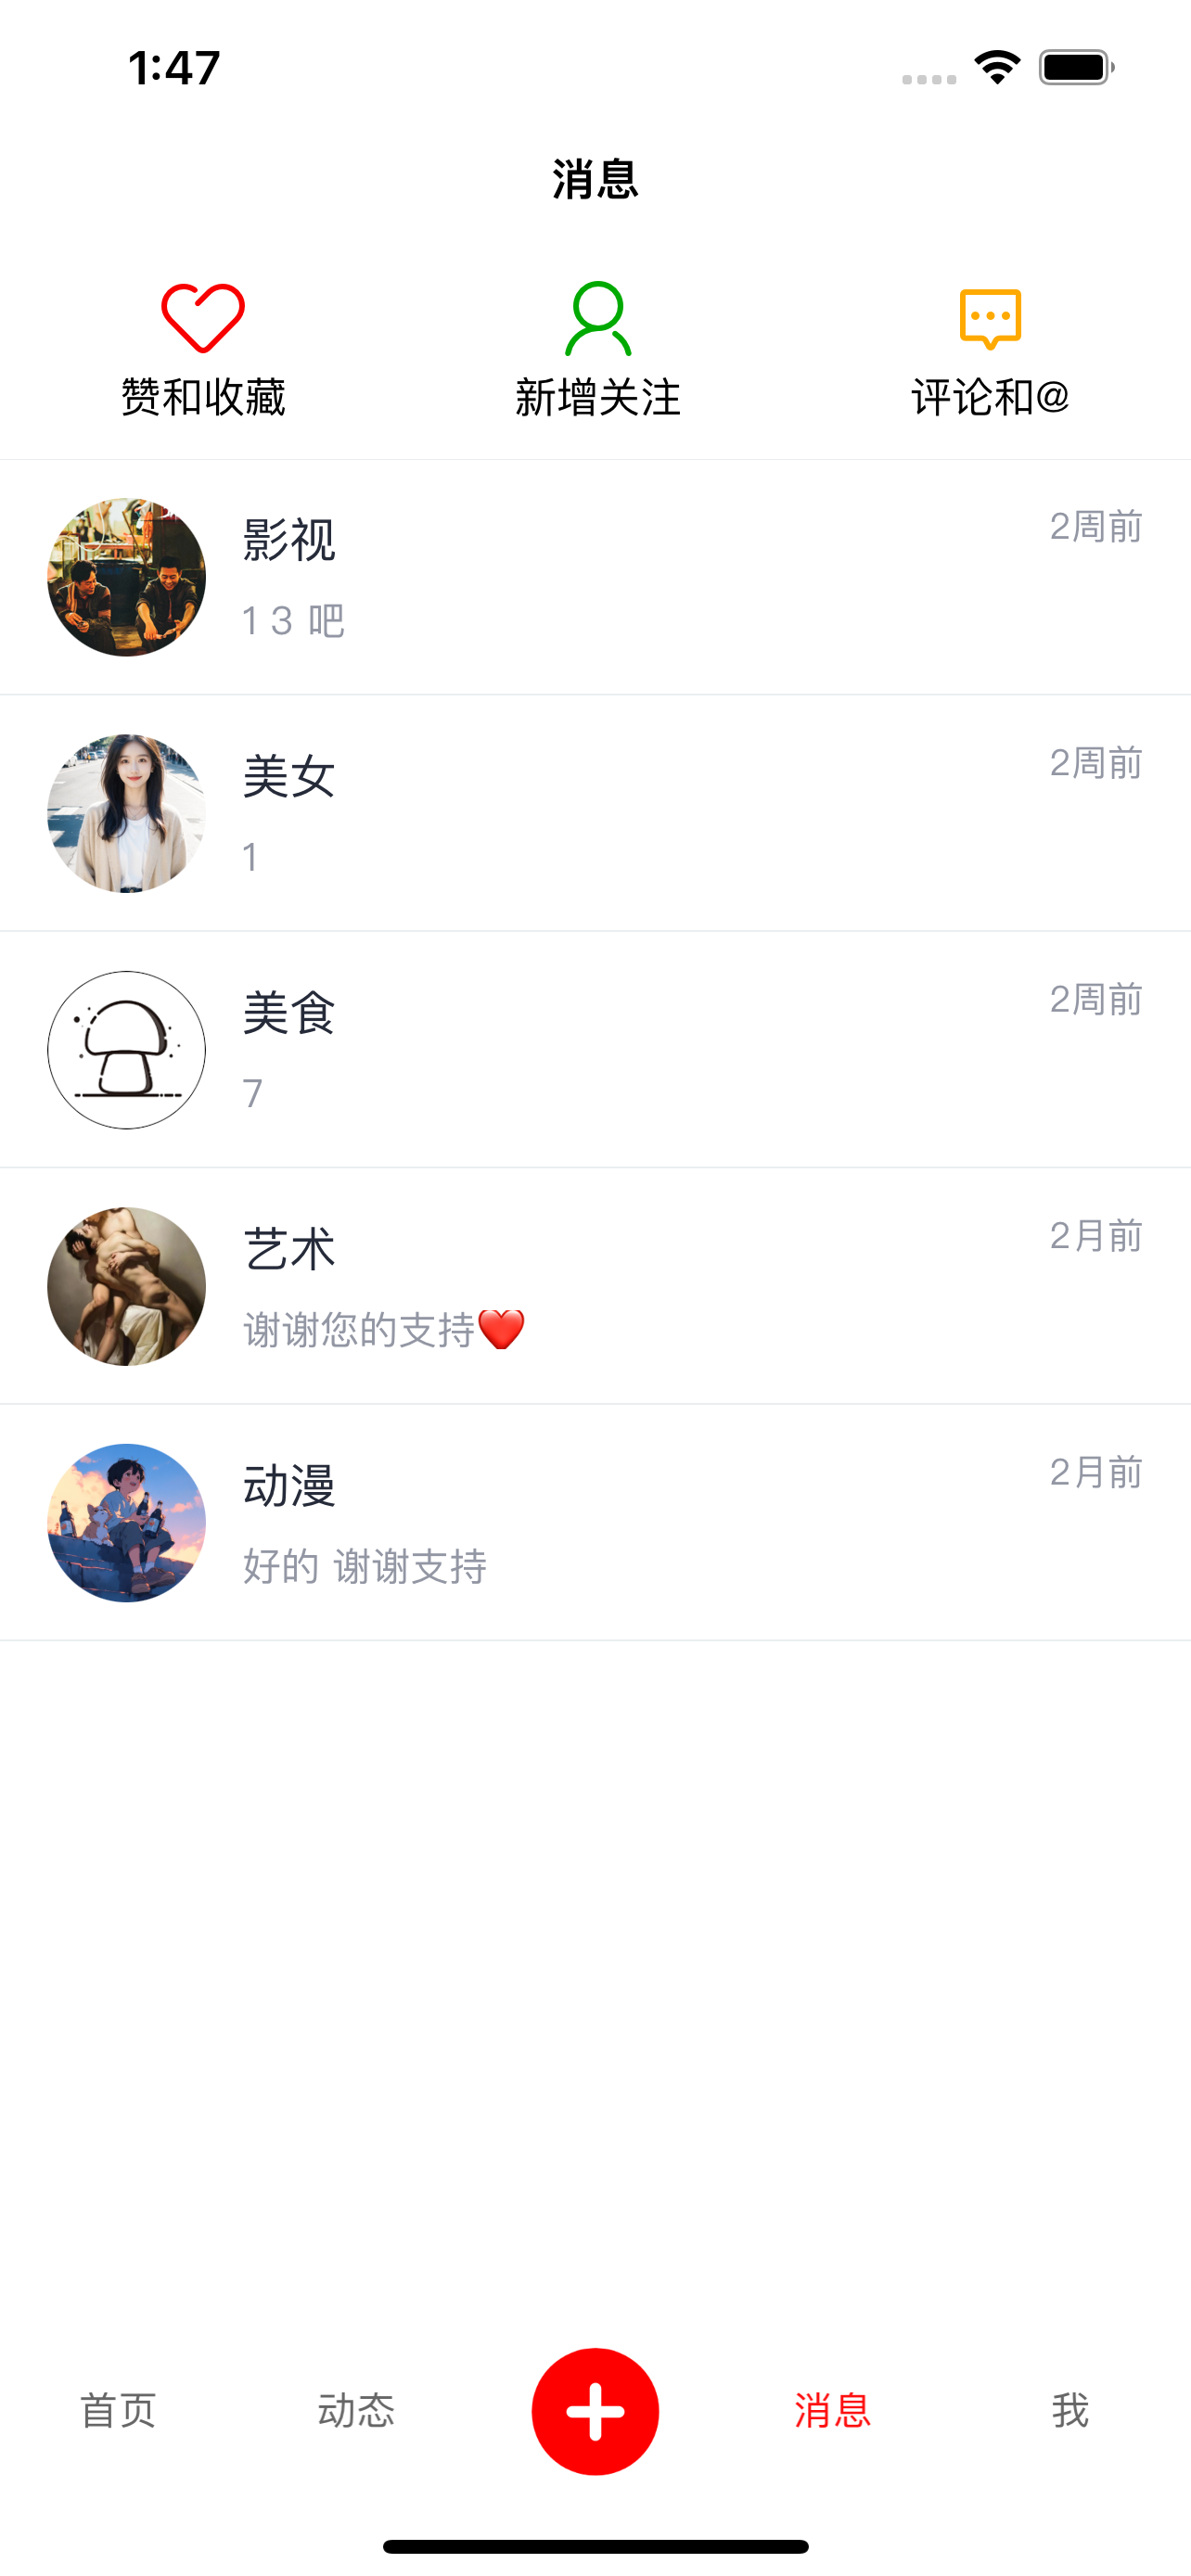 1:47
消息
赞和收藏
新增关注
评论和@
影视
2周前
1 3 吧
美女
2周前
1
美食
2周前
7
艺术
2月前
谢谢您的支持❤️
动漫
2月前
好的 谢谢支持
首页
动态
消息
我